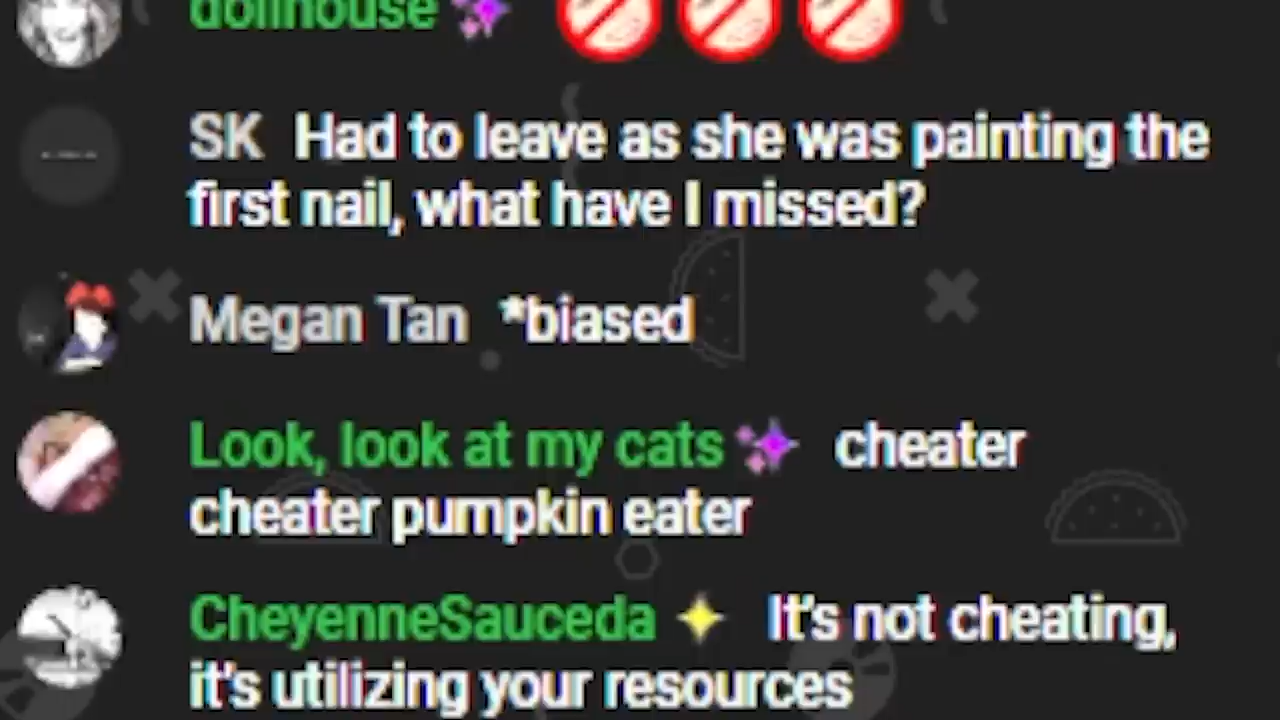 dollhouse
SK Had to leave as she was painting the
first nail, what have I missed?
Megan Tan *biased
Look, look at my cats cheater
cheater pumpkin eater
CheyenneSauceda It's not cheating,
it's utilizing your resources